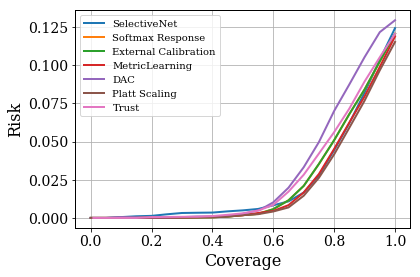 0.125
0.100
0.075
0.050
0.025
0.000
Risk
SelectiveNet
Softmax Response
External Calibration
MetricLearning
DAC
Platt Scaling
Trust
0.0 0.2 0.4 0.6 0.8 1.0
Coverage